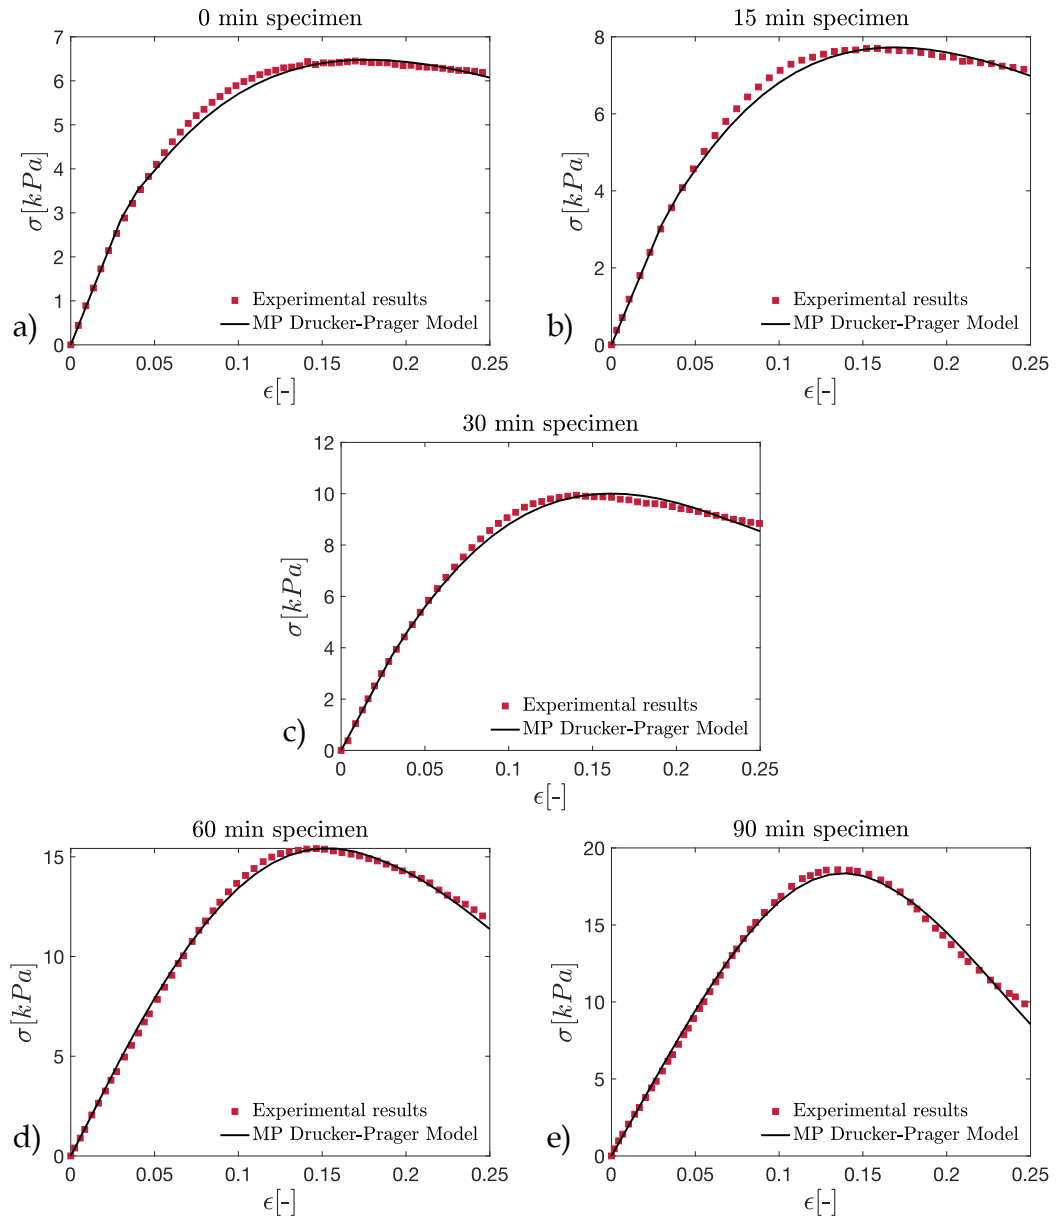 0 min specimen
7
6
5
4
3
2
1
0
σ[kPa]
Experimental results
MP Drucker-Prager Model
a)
0 0.05 0.1 0.15 0.2 0.25
ϵ[-]
15 min specimen
8
6
4
2
0
σ[kPa]
Experimental results
MP Drucker-Prager Model
b)
0 0.05 0.1 0.15 0.2 0.25
ϵ[-]
30 min specimen
12
10
8
6
4
2
0
σ[kPa]
Experimental results
MP Drucker-Prager Model
c)
0 0.05 0.1 0.15 0.2 0.25
ϵ[-]
60 min specimen
15
10
5
0
σ[kPa]
Experimental results
MP Drucker-Prager Model
d)
0 0.05 0.1 0.15 0.2 0.25
ϵ[-]
90 min specimen
20
15
10
5
0
σ[kPa]
Experimental results
MP Drucker-Prager Model
e)
0 0.05 0.1 0.15 0.2 0.25
ϵ[-]